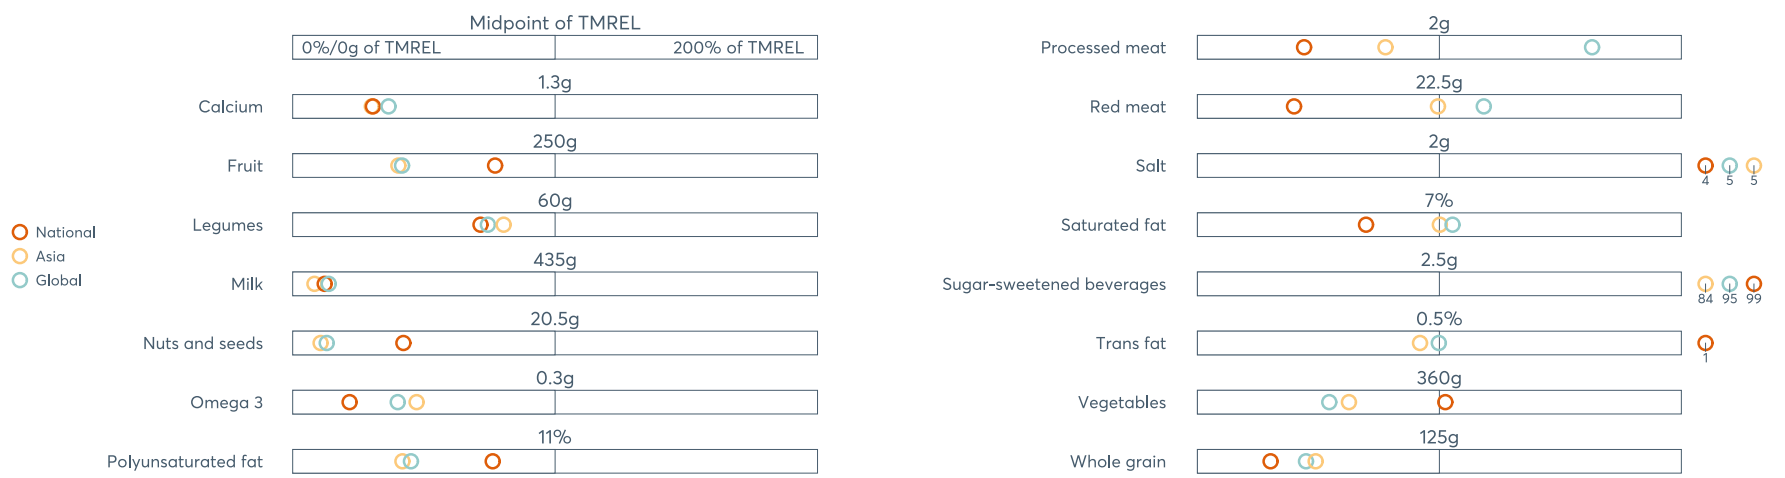 Midpoint of TMREL
0%/0g of TMREL 200% of TMREL
1.3g
Calcium
250g
Fruit
60g
Legumes
435g
Milk
20.5g
Nuts and seeds
0.3g
Omega 3
11%
Polyunsaturated fat
National
Asia
Global
2g
Processed meat
22.5g
Red meat
2g
Salt
4 5 5
7%
Saturated fat
2.5g
Sugar-sweetened beverages
84 95 99
0.5%
Trans fat
1
360g
Vegetables
125g
Whole grain